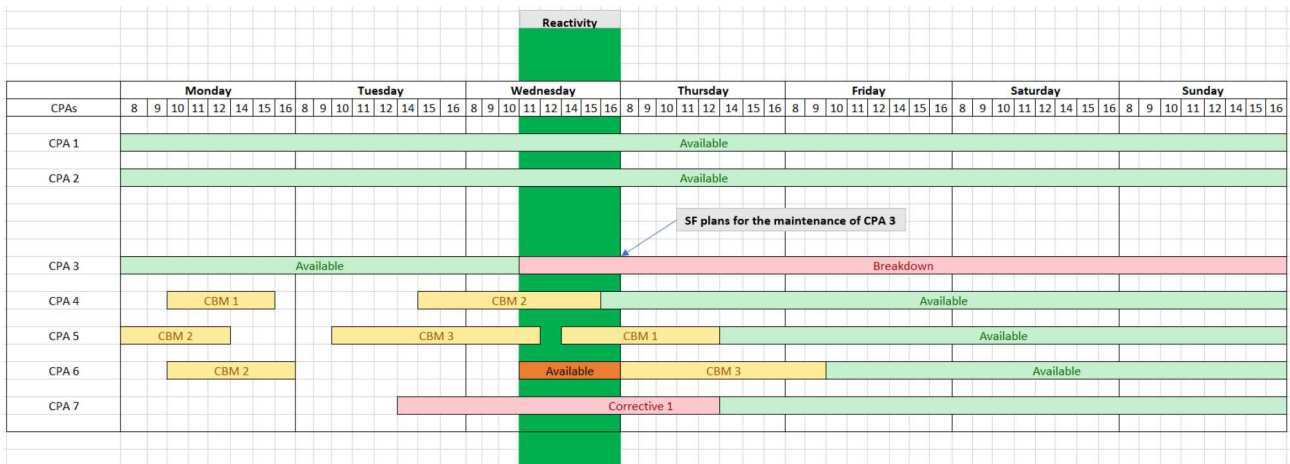 Reactivity
Monday Tuesday Wednesday Thursday Friday Saturday Sunday
CPAs 8 9 10 11 12 14 15 16 8 9 10 11 12 14 15 16 8 9 10 11 12 14 15 16 8 9 10 11 12 14 15 16 8 9 10 11 12 14 15 16 8 9 10 11 12 14 15 16 8 9 10 11 12 14 15 16
CPA 1 Available
CPA 2 Available
SF plans for the maintenance of CPA 3
CPA 3 Available Breakdown
CPA 4 CBM 1 CBM 2 Available
CPA 5 CBM 2 CBM 3 CBM 1 Available
CPA 6 CBM 2 Available CBM 3 Available
CPA 7 Corrective 1